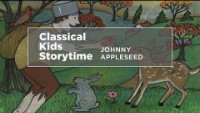 Classical
Kids
Storytime
JOHNNY
APPLESEED